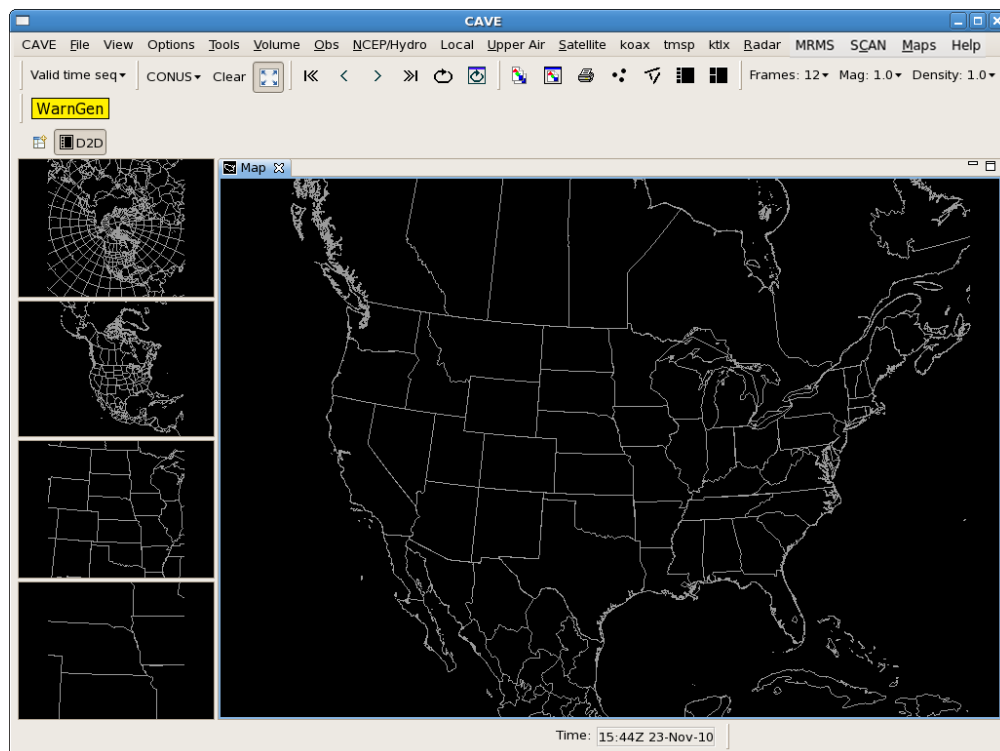 CAVE
CAVE File View Options Tools Volume Obs NCEP/Hydro Local Upper Air Satellite koax tmsp ktlx Radar MRMS SCAN Maps Help
Valid time seq CONUS Clear Frames: 12 Mag: 1.0 Density: 1.0
WarnGen
D2D
Map
Time: 15:44Z 23-Nov-10